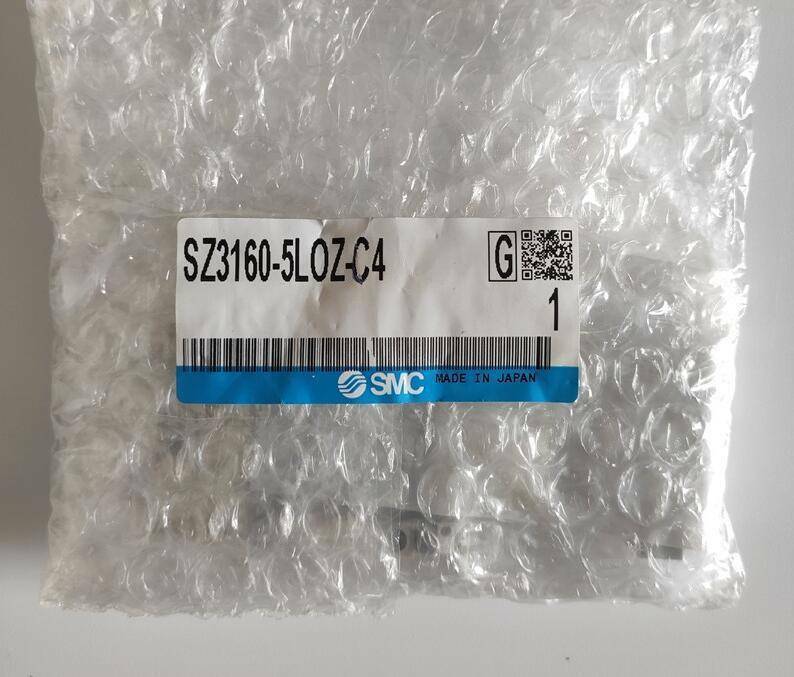 SZ3160-5LOZ-C4
G
1
SMC MADE IN JAPAN